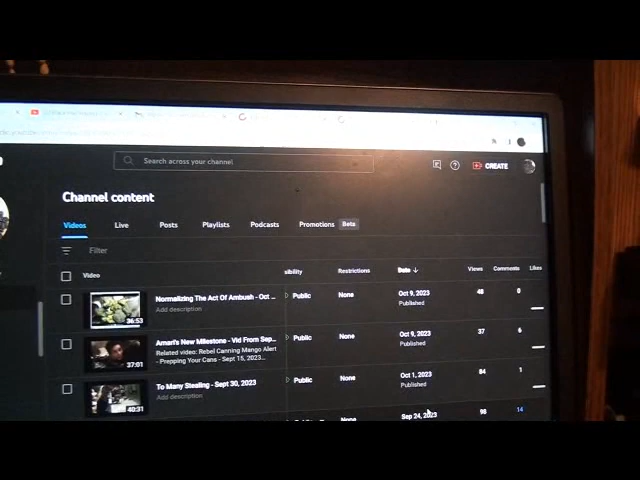 Search across your channel
CREATE
Channel content
Videos Live Posts Playlists Podcasts Promotions Beta
Filter
Video sibility Restrictions Date ↓ Views Comments Likes
Normalizing The Act Of Ambush - Oct ... Public None Oct 9, 2023 48 0
Add description Published
36:53
Amari's New Milestone - Vid From Sep... Public None Oct 9, 2023 37 6
Related video: Rebel Canning Mango Alert Published
- Prepping Your Cans - Sept 15, 2023...
37:01
To Many Stealing - Sept 30, 2023 Public None Oct 1, 2023 84 1
Add description Published
40:31
None Sep 24, 2023 98 14